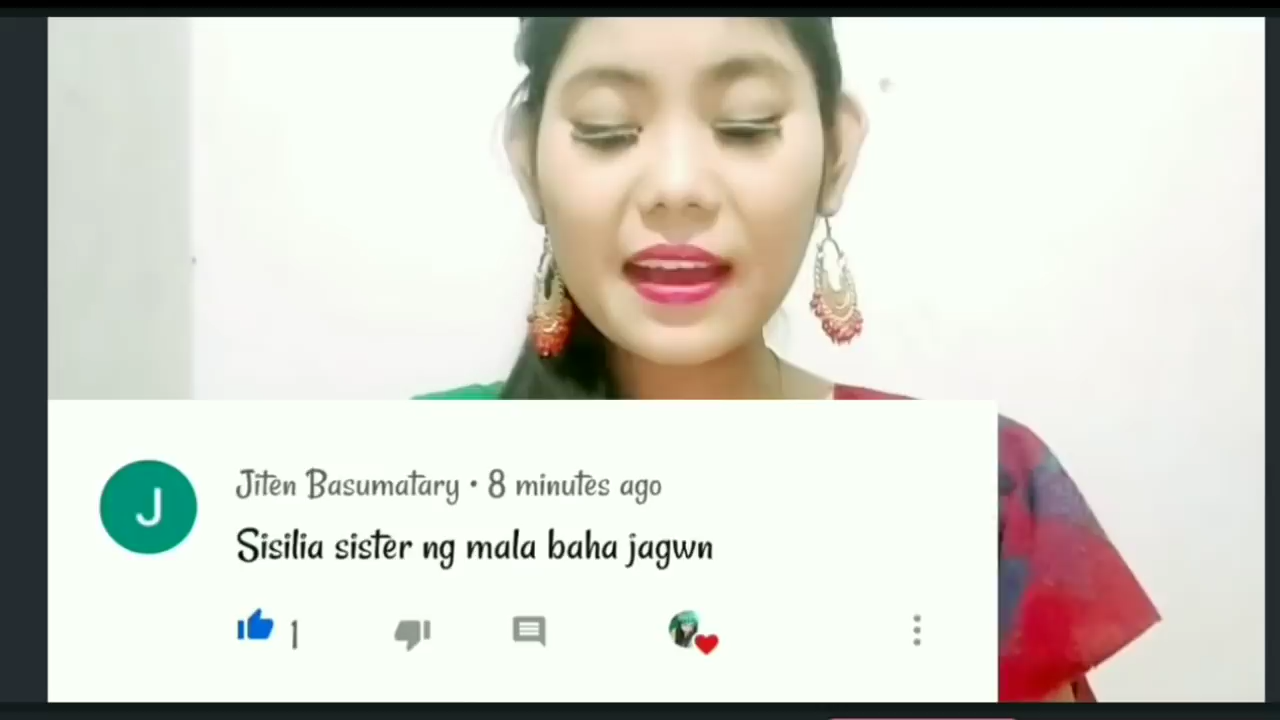 J
Jiten Basumatary • 8 minutes ago
Sisilia sister ng mala baha jagwn
1